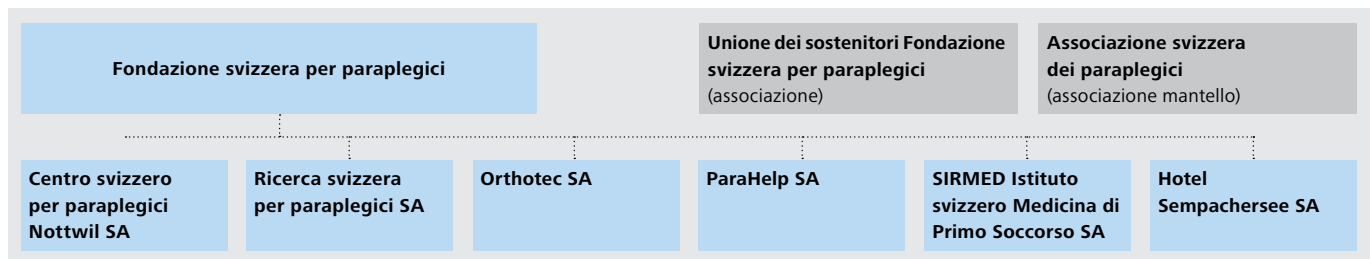 Fondazione svizzera per paraplegici
Unione dei sostenitori Fondazione
svizzera per paraplegici
(associazione)
Associazione svizzera
dei paraplegici
(associazione mantello)
Centro svizzero
per paraplegici
Nottwil SA
Ricerca svizzera
per paraplegici SA
Orthotec SA
ParaHelp SA
SIRMED Istituto
svizzero Medicina di
Primo Soccorso SA
Hotel
Sempachersee SA